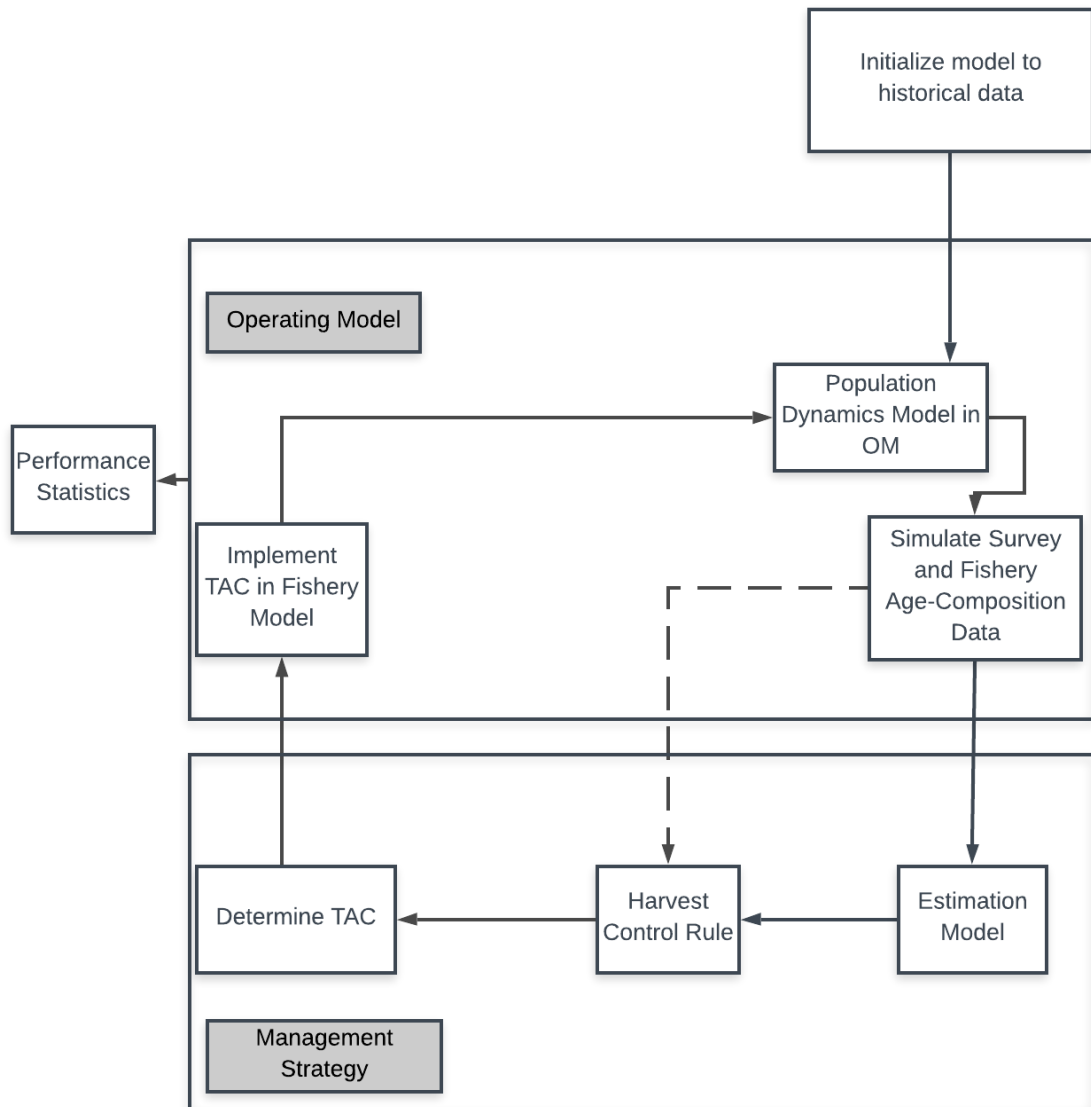 Initialize model to
historical data
Operating Model
Population
Dynamics Model in
OM
Performance
Statistics
Implement
TAC in Fishery
Model
Simulate Survey
and Fishery
Age-Composition
Data
Determine TAC
Harvest
Control Rule
Estimation
Model
Management
Strategy